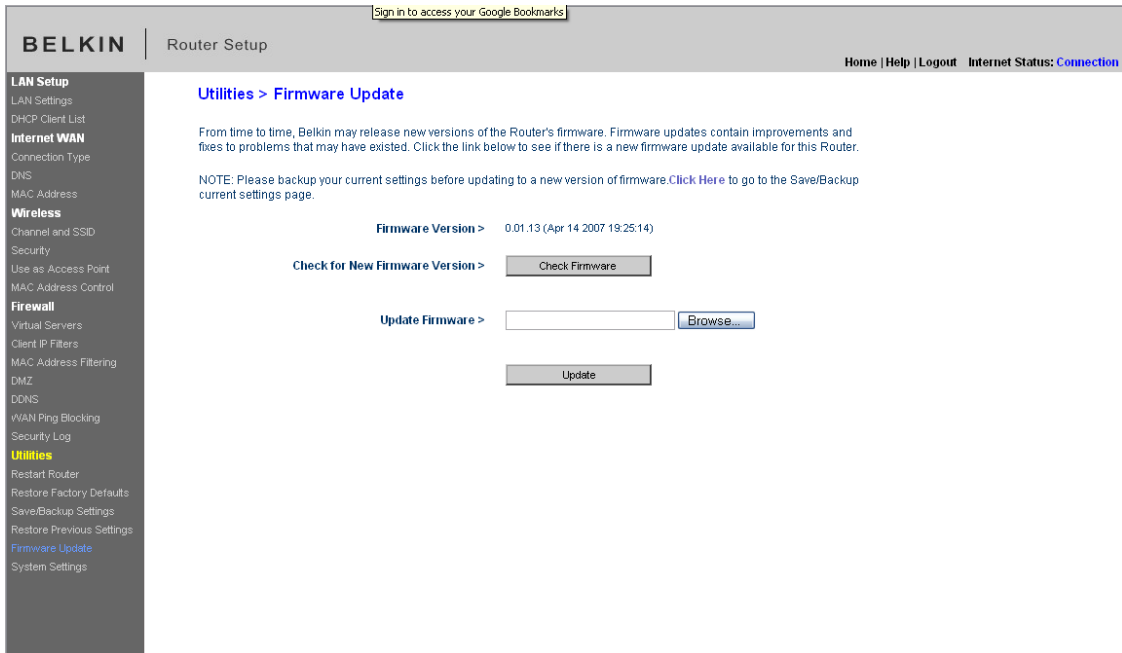 Sign in to access your Google Bookmarks
BELKIN
Router Setup
Home | Help | Logout Internet Status: Connection
LAN Setup
LAN Settings
DHCP Client List
Internet WAN
Connection Type
DNS
MAC Address
Wireless
Channel and SSID
Security
Use as Access Point
MAC Address Control
Firewall
Virtual Servers
Client IP Filters
MAC Address Filtering
DMZ
DDNS
WAN Ping Blocking
Security Log
Utilities
Restart Router
Restore Factory Defaults
Save/Backup Settings
Restore Previous Settings
Firmware Update
System Settings
Utilities > Firmware Update
From time to time, Belkin may release new versions of the Router's firmware. Firmware updates contain improvements and
fixes to problems that may have existed. Click the link below to see if there is a new firmware update available for this Router.
NOTE: Please backup your current settings before updating to a new version of firmware.Click Here to go to the Save/Backup
current settings page.
Firmware Version > 0.01.13 (Apr 14 2007 19:25:14)
Check for New Firmware Version > Check Firmware
Update Firmware > Browse...
Update